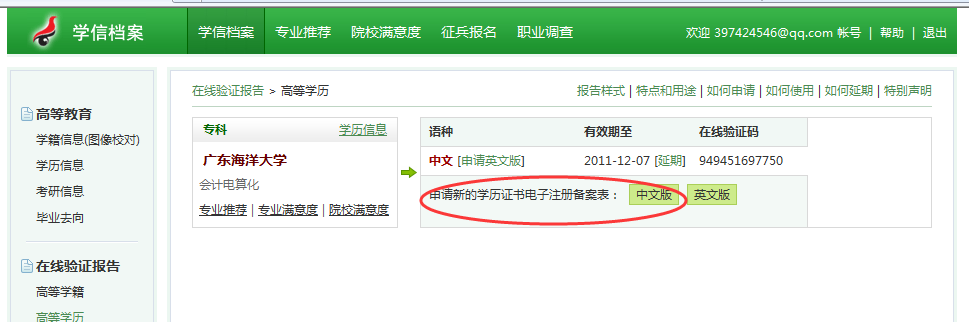 学信档案 学信档案 专业推荐 院校满意度 征兵报名 职业调查 欢迎 397424546@qq.com 帐号 | 帮助 | 退出
在线验证报告 > 高等学历 报告样式 | 特点和用途 | 如何申请 | 如何使用 | 如何延期 | 特别声明
高等教育
学籍信息(图像校对)
学历信息
考研信息
毕业去向
在线验证报告
高等学籍
高等学历
专科 学历信息
广东海洋大学
会计电算化
专业推荐 | 专业满意度 | 院校满意度
语种 有效期至 在线验证码
中文 [申请英文版] 2011-12-07 [延期] 949451697750
申请新的学历证书电子注册备案表： 中文版 英文版